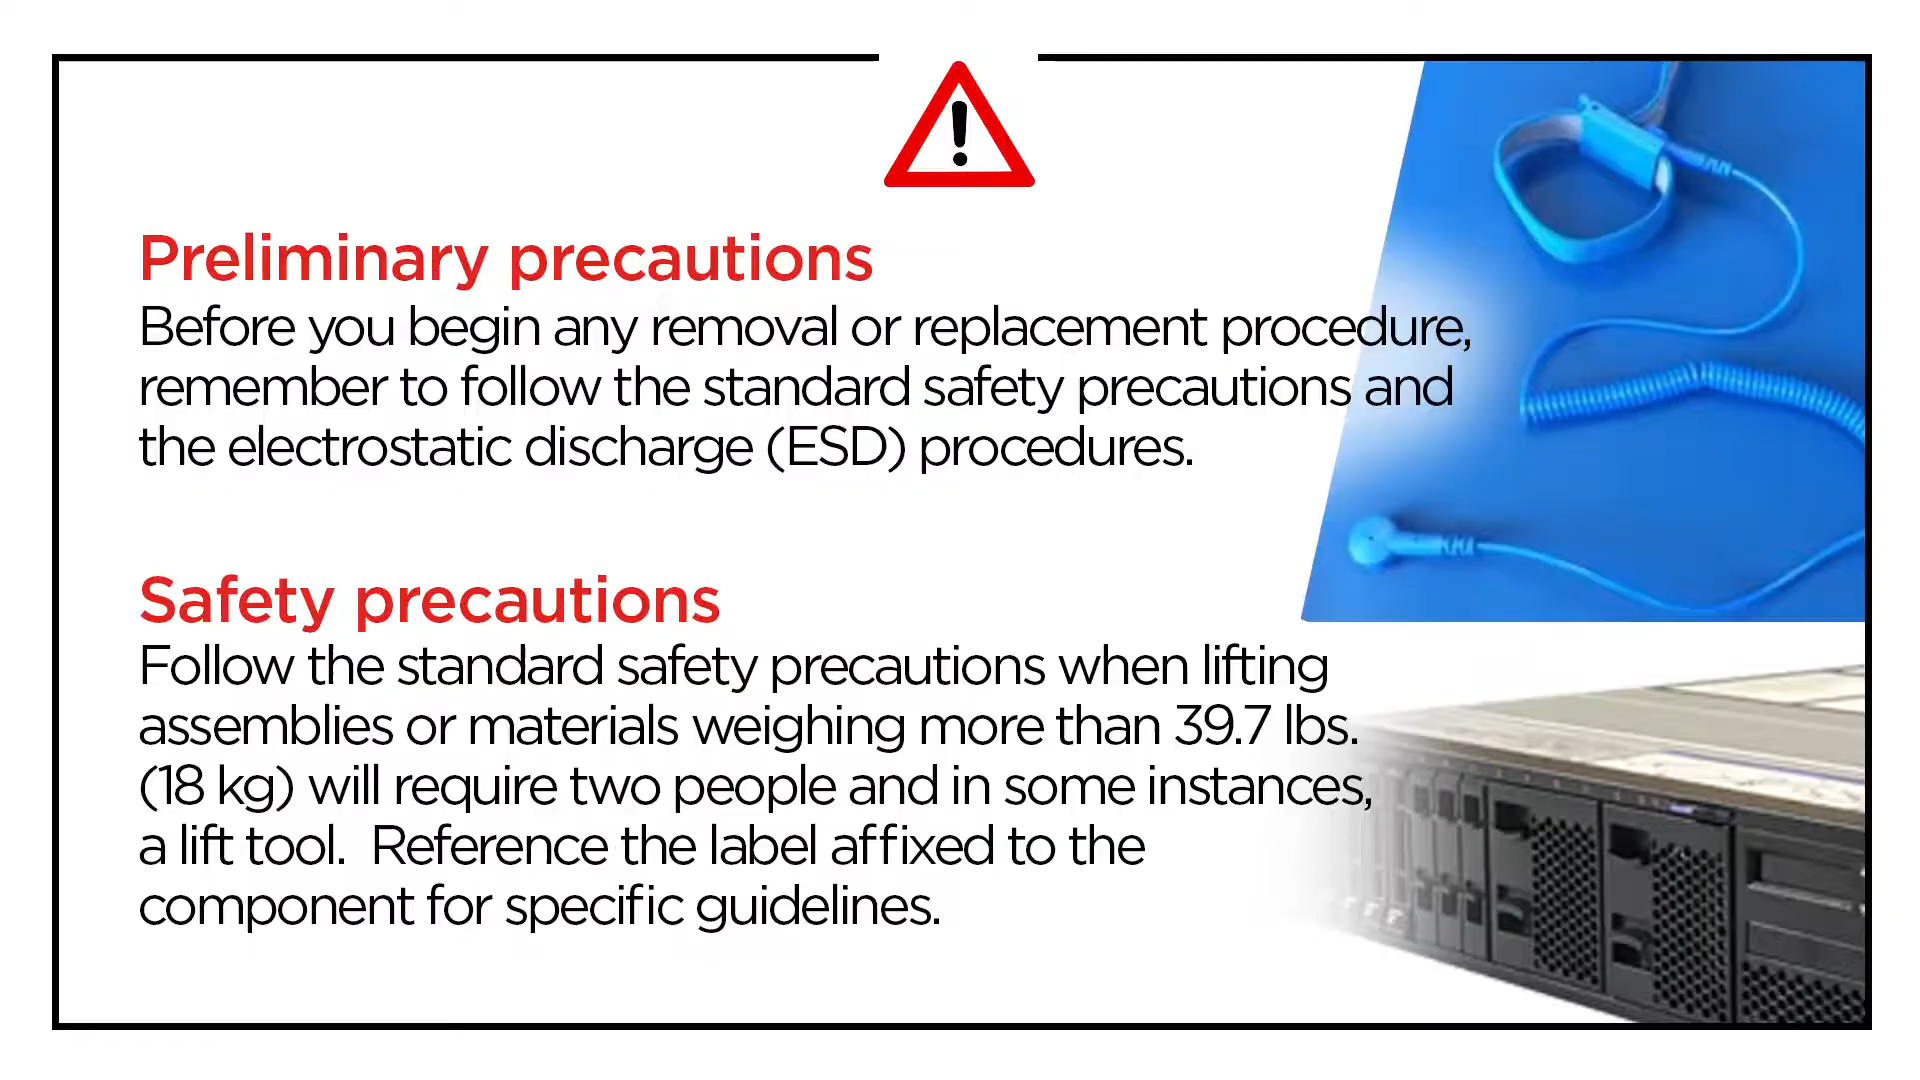 Preliminary precautions
Before you begin any removal or replacement procedure,
remember to follow the standard safety precautions and
the electrostatic discharge (ESD) procedures.
Safety precautions
Follow the standard safety precautions when lifting
assemblies or materials weighing more than 39.7 lbs.
(18 kg) will require two people and in some instances,
a lift tool.  Reference the label affixed to the
component for specific guidelines.